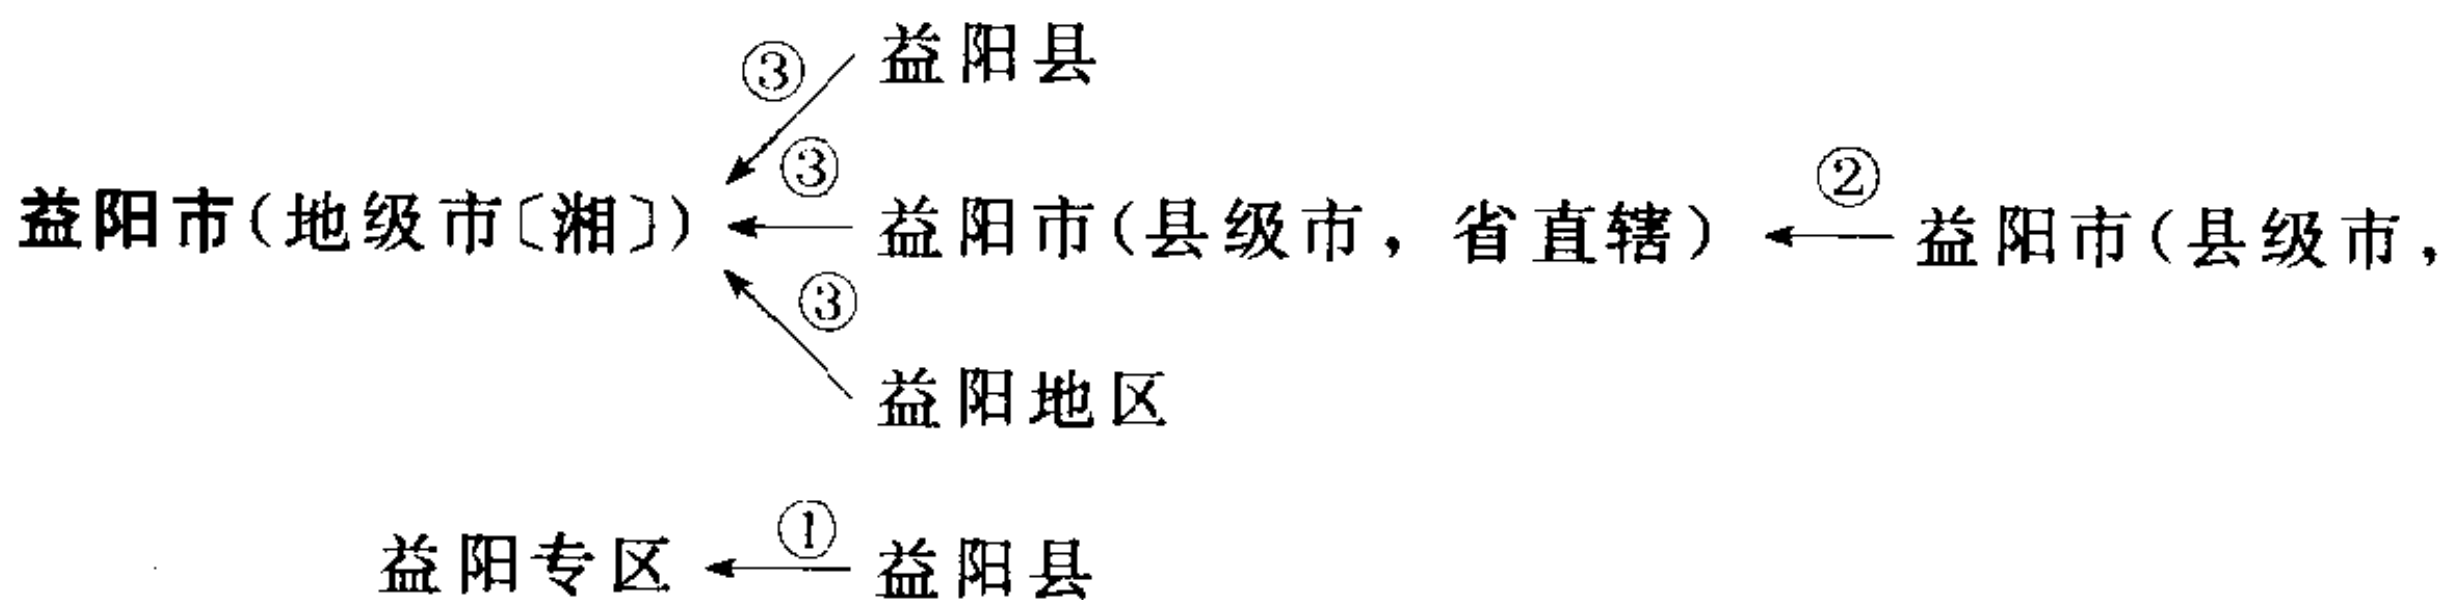 ③ 益阳县
③
益阳市(地级市〔湘〕) ← 益阳市(县级市，省直辖) ② ← 益阳市(县级市，
③
益阳地区
益阳专区 ① ← 益阳县